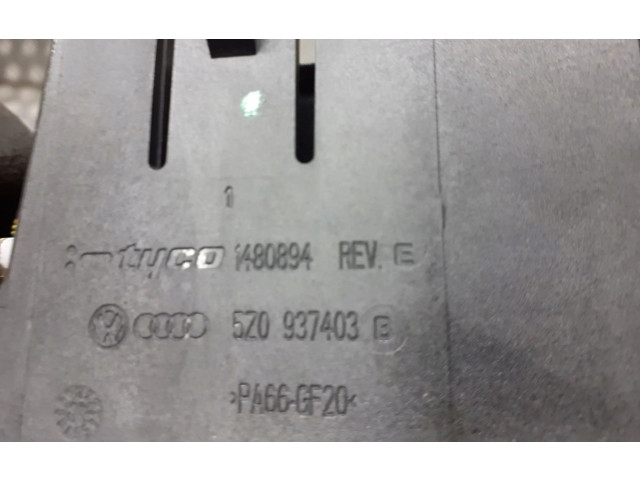 1
tyco 1480894 REV. E
5Z0 937403 B
>PA66-GF20<